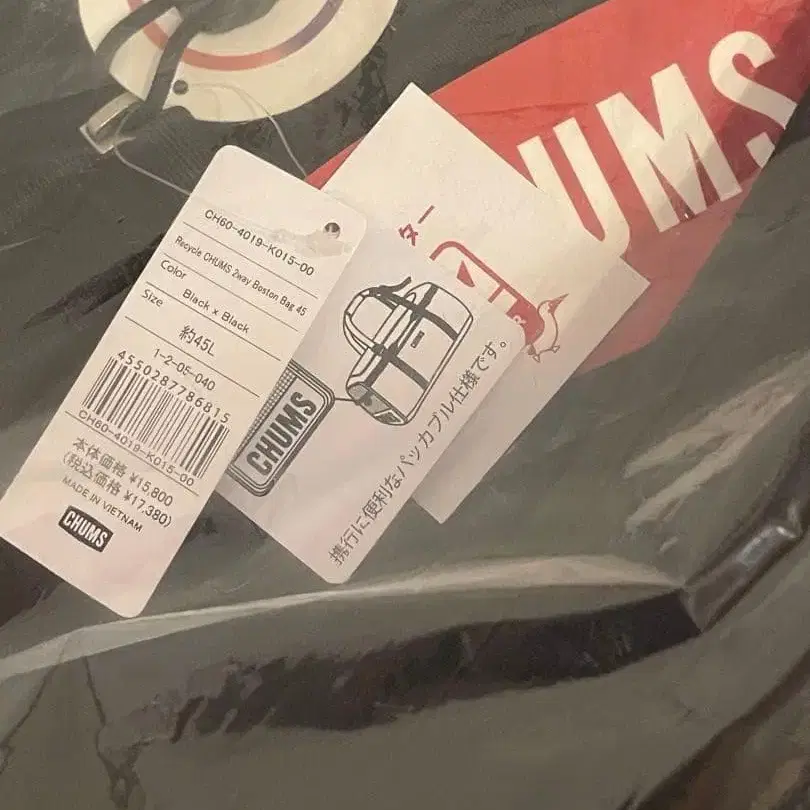 CHUMS
CH60-4019-K015-00
Recycle CHUMS 2way Boston Bag 45
Color
Black × Black
Size
約45L
1-2-05-040
4550287786815
CH60-4019-K015-00
本体価格 ¥15,800
(税込価格 ¥17,380)
MADE IN VIETNAM
CHUMS
CHUMS
携行に便利なパッカブル仕様です。
ター